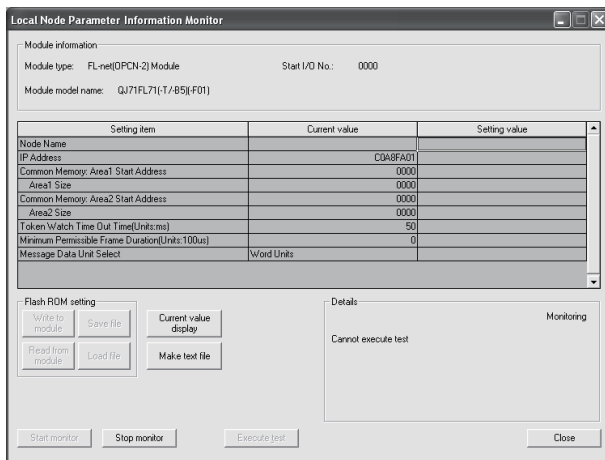 Local Node Parameter Information Monitor
Module information
Module type: FL-net(OPCN-2) Module Start I/O No.: 0000
Module model name: QJ71FL71(-T/-B5)(-F01)
Setting item Current value Setting value
Node Name
IP Address C0A8FA01
Common Memory: Area1 Start Address 0000
Area1 Size 0000
Common Memory: Area2 Start Address 0000
Area2 Size 0000
Token Watch Time Out Time(Units:ms) 50
Minimum Permissible Frame Duration(Units:100us) 0
Message Data Unit Select Word Units
Flash ROM setting
Write to module
Save file
Current value display
Read from module
Load file
Make text file
Details
Monitoring
Cannot execute test
Start monitor Stop monitor Execute test Close